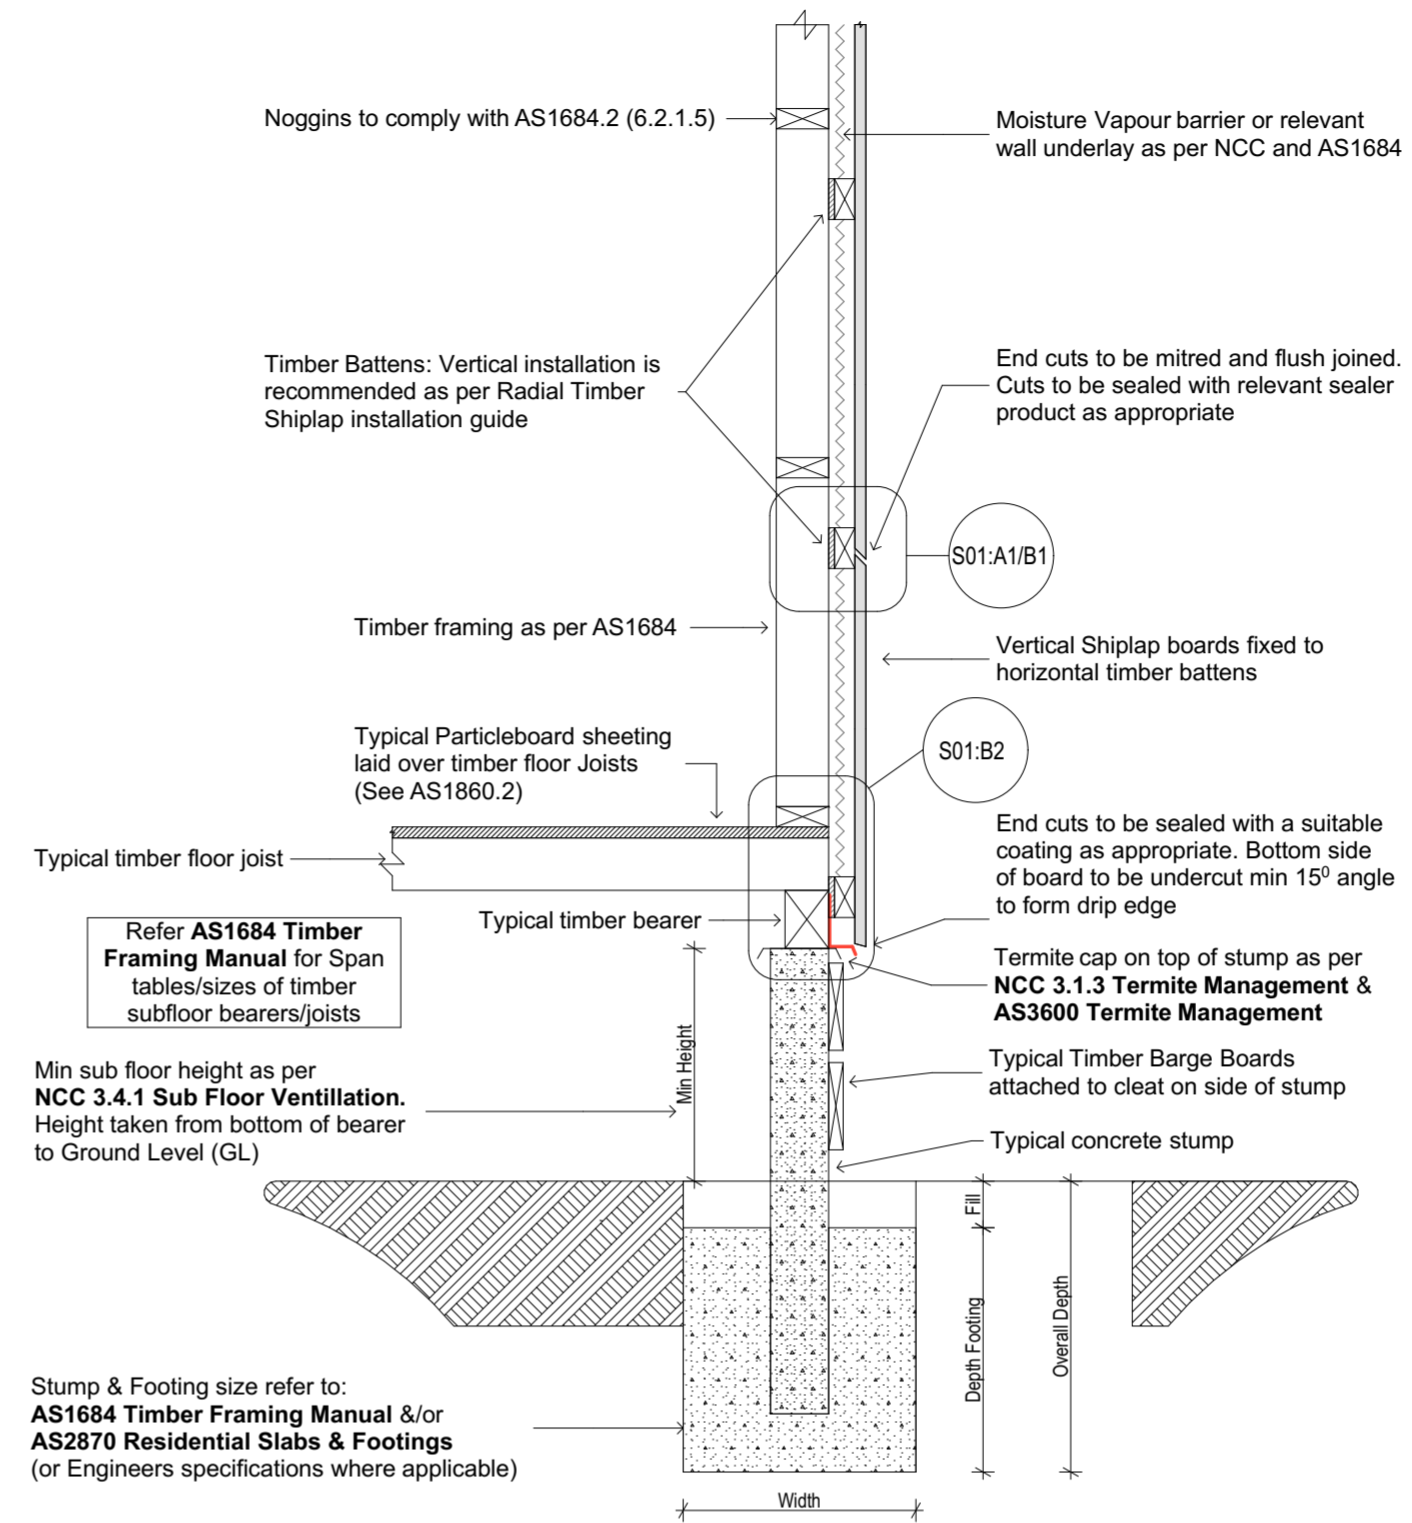 Noggins to comply with AS1684.2 (6.2.1.5)
Moisture Vapour barrier or relevant
wall underlay as per NCC and AS1684
Timber Battens: Vertical installation is
recommended as per Radial Timber
Shiplap installation guide
End cuts to be mitred and flush joined.
Cuts to be sealed with relevant sealer
product as appropriate
S01:A1/B1
Timber framing as per AS1684
Vertical Shiplap boards fixed to
horizontal timber battens
Typical Particleboard sheeting
laid over timber floor Joists
(See AS1860.2)
S01:B2
Typical timber floor joist
End cuts to be sealed with a suitable
coating as appropriate. Bottom side
of board to be undercut min 15⁰ angle
to form drip edge
Typical timber bearer
Refer AS1684 Timber
Framing Manual for Span
tables/sizes of timber
subfloor bearers/joists
Termite cap on top of stump as per
NCC 3.1.3 Termite Management &
AS3600 Termite Management
Min Height
Typical Timber Barge Boards
attached to cleat on side of stump
Min sub floor height as per
NCC 3.4.1 Sub Floor Ventillation.
Height taken from bottom of bearer
to Ground Level (GL)
Typical concrete stump
Fill
Depth Footing
Overall Depth
Stump & Footing size refer to:
AS1684 Timber Framing Manual &/or
AS2870 Residential Slabs & Footings
(or Engineers specifications where applicable)
Width